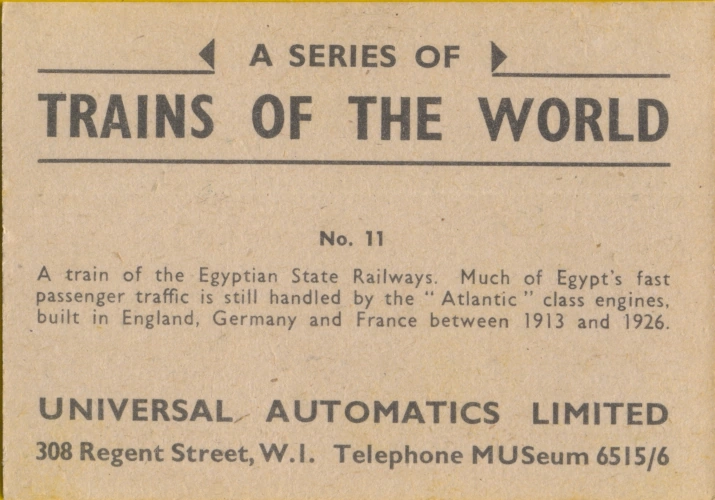 A SERIES OF
TRAINS OF THE WORLD
No. 11
A train of the Egyptian State Railways. Much of Egypt's fast
passenger traffic is still handled by the "Atlantic" class engines,
built in England, Germany and France between 1913 and 1926.
UNIVERSAL AUTOMATICS LIMITED
308 Regent Street, W.I. Telephone MUSeum 6515/6